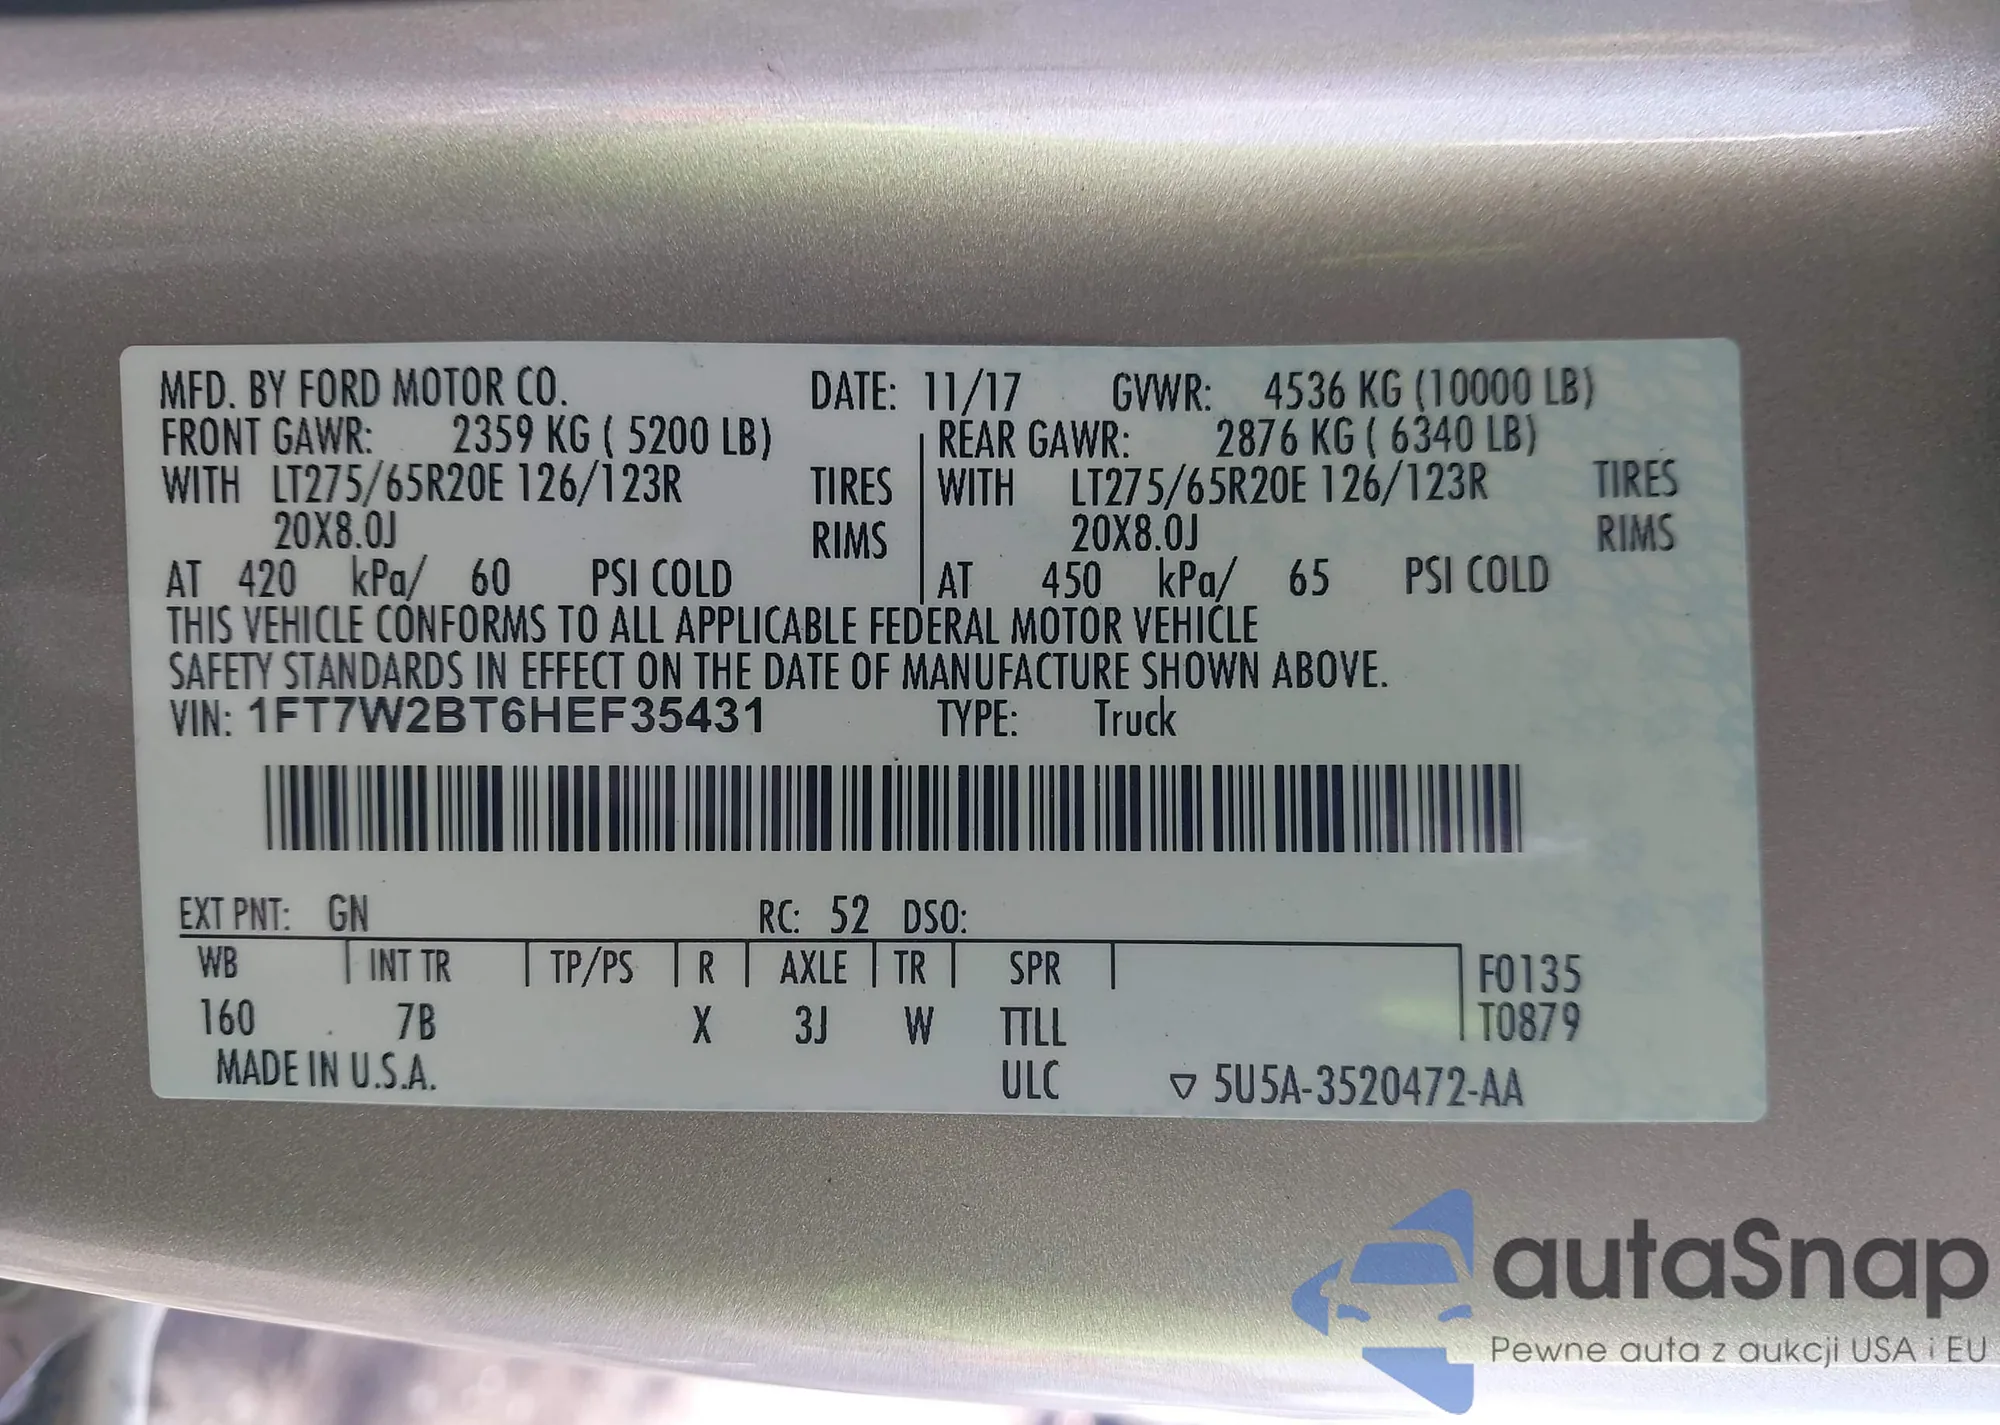 MFD. BY FORD MOTOR CO. DATE: 11/17 GVWR: 4536 KG (10000 LB)
FRONT GAWR: 2359 KG ( 5200 LB) REAR GAWR: 2876 KG ( 6340 LB)
WITH LT275/65R20E 126/123R TIRES WITH LT275/65R20E 126/123R TIRES
20X8.0J RIMS 20X8.0J RIMS
AT 420 kPa/ 60 PSI COLD AT 450 kPa/ 65 PSI COLD
THIS VEHICLE CONFORMS TO ALL APPLICABLE FEDERAL MOTOR VEHICLE
SAFETY STANDARDS IN EFFECT ON THE DATE OF MANUFACTURE SHOWN ABOVE.
VIN: 1FT7W2BT6HEF35431 TYPE: Truck
EXT PNT: GN RC: 52 DSO:
WB INT TR TP/PS R AXLE TR SPR F0135
160 7B X 3J W TTLL T0879
MADE IN U.S.A. ULC ▽ 5U5A-3520472-AA
autaSnap
Pewne auta z aukcji USA i EU